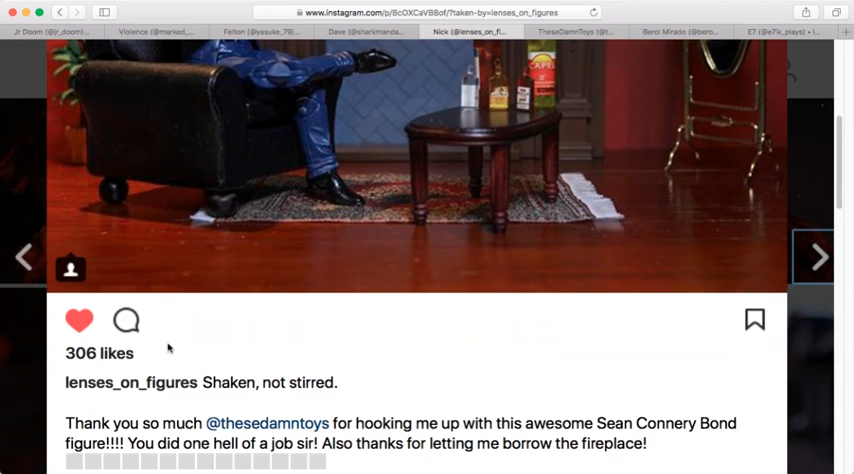 www.instagram.com/p/BcOXCaVB8of/?taken-by=lenses_on_figures
Jr Doom (@jr_doom)... Violence (@marked_... Felton (@yasuke_79)... Dave (@sharkmanda... Nick (@lenses_on_fi... TheseDamnToys (@t... Berol Mirado (@bero... E7 (@e7ik_plays) • I...
306 likes
lenses_on_figures Shaken, not stirred.
Thank you so much @thesedamntoys for hooking me up with this awesome Sean Connery Bond
figure!!!! You did one hell of a job sir! Also thanks for letting me borrow the fireplace!